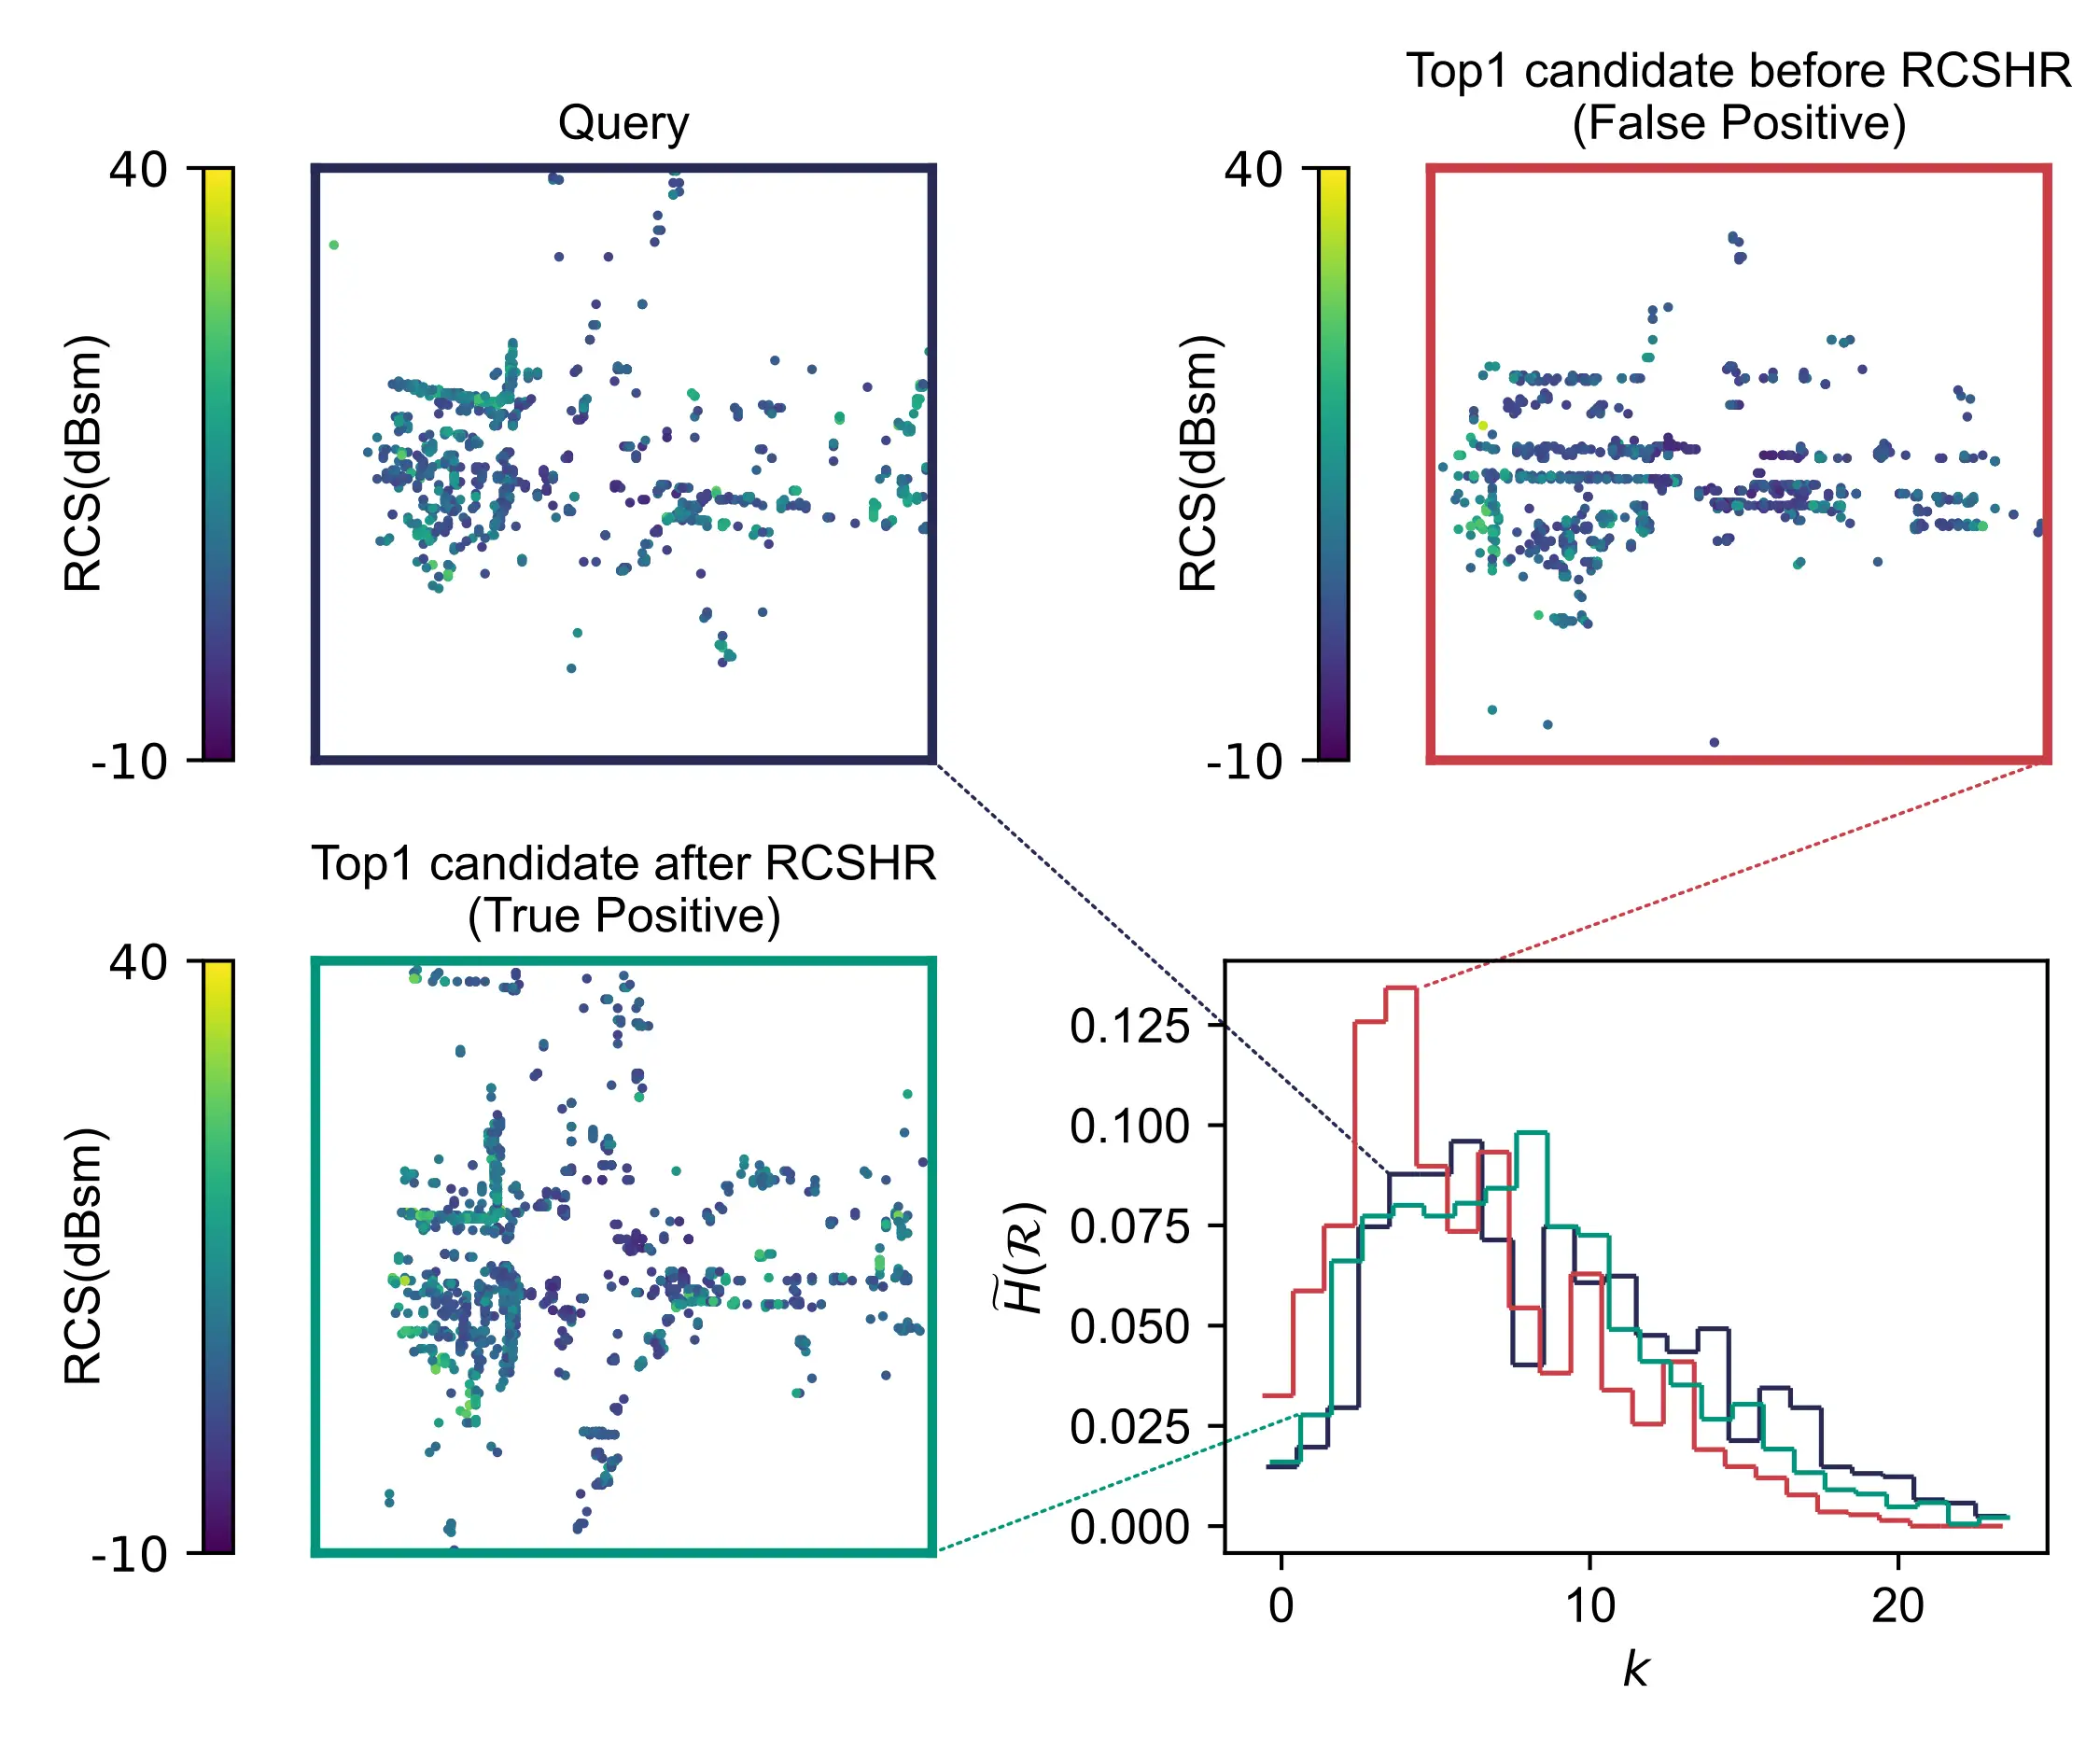 Query
40
RCS(dBsm)
-10
Top1 candidate before RCSHR
(False Positive)
40
RCS(dBsm)
-10
Top1 candidate after RCSHR
(True Positive)
40
RCS(dBsm)
-10
0.125
0.100
0.075
0.050
0.025
0.000
H̃(ℛ)
0 10 20
k